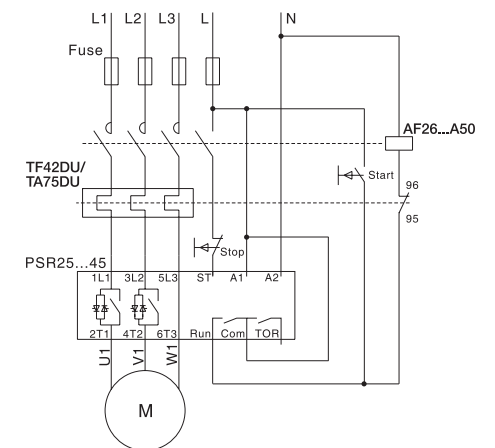 L1 L2 L3 L N
Fuse
AF26...A50
TF42DU/
TA75DU
Start
96
95
Stop
PSR25...45
1L1 3L2 5L3 ST A1 A2
2T1 4T2 6T3 Run Com TOR
U1 V1 W1
M